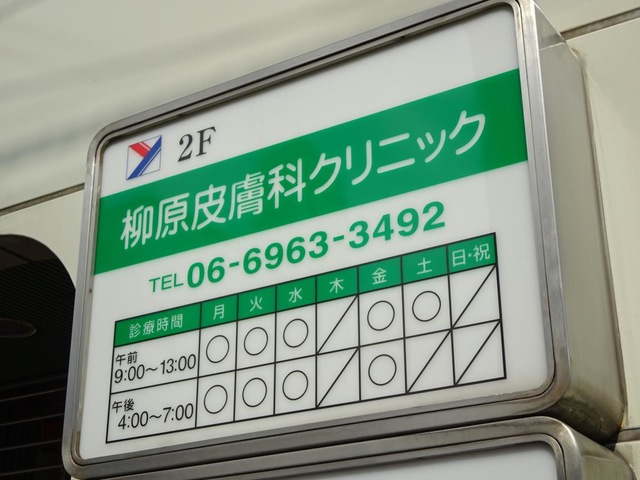 2F
柳原皮膚科クリニック
TEL 06-6963-3492
診療時間 月 火 水 木 金 土 日・祝
午前 9:00〜13:00 ○ ○ ○ ／ ○ ○ ／
午後 4:00〜7:00 ○ ○ ○ ／ ○ ／ ／